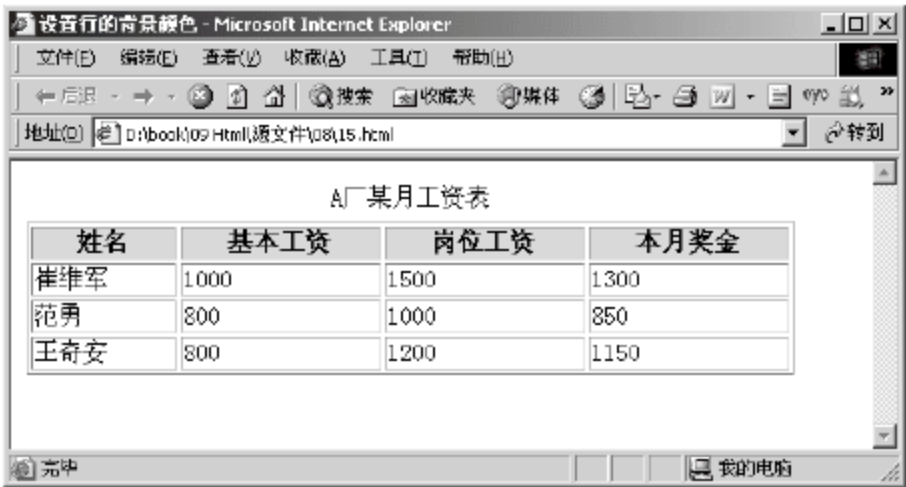 设置行的背景颜色 - Microsoft Internet Explorer
文件(F) 编辑(E) 查看(V) 收藏(A) 工具(T) 帮助(H)
后退 搜索 收藏夹 媒体
地址(D) D:\book\09 Html\源文件\08\15.html 转到
A厂某月工资表
姓名 基本工资 岗位工资 本月奖金
崔维军 1000 1500 1300
范勇 800 1000 850
王奇安 800 1200 1150
完毕 我的电脑